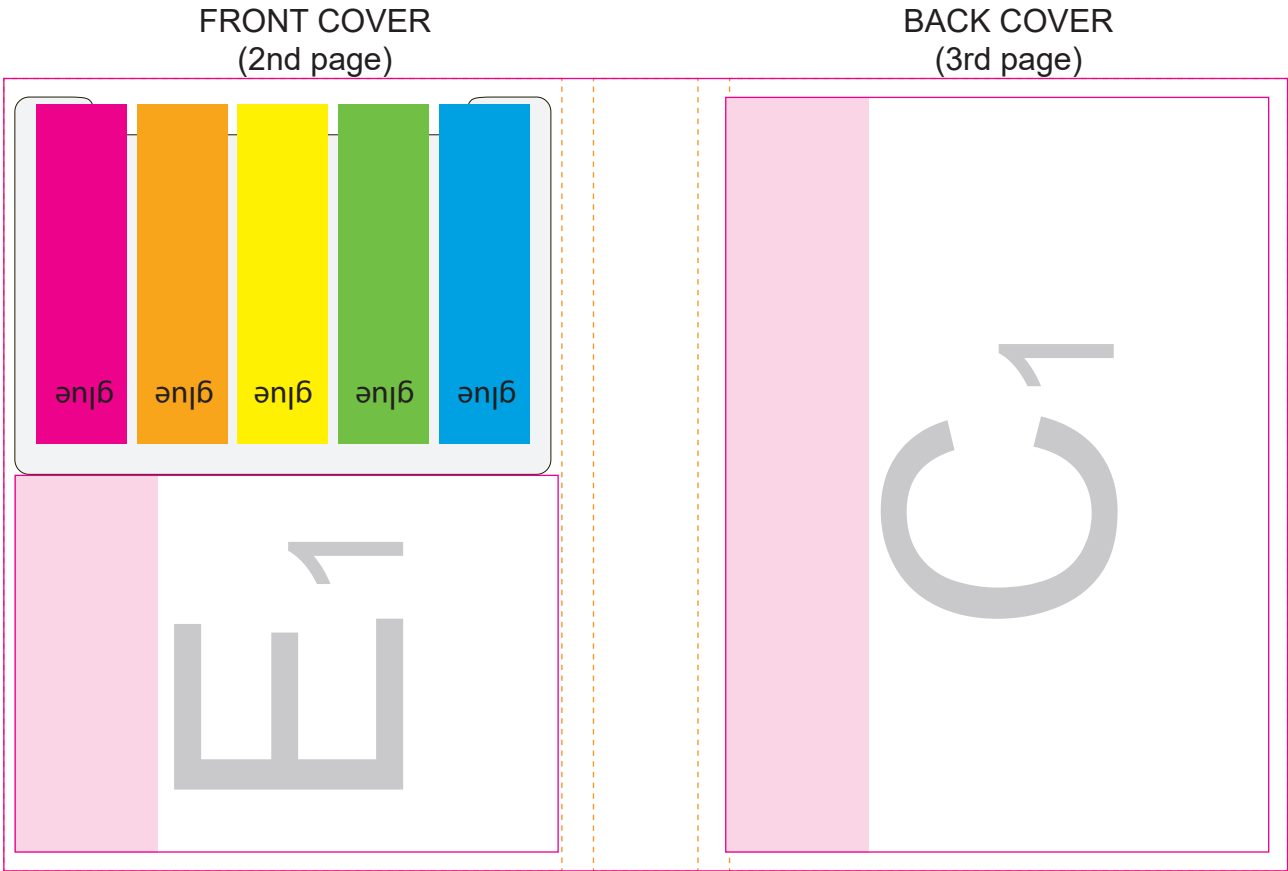 FRONT COVER
(2nd page)
BACK COVER
(3rd page)
glue glue glue glue glue
E1
C1